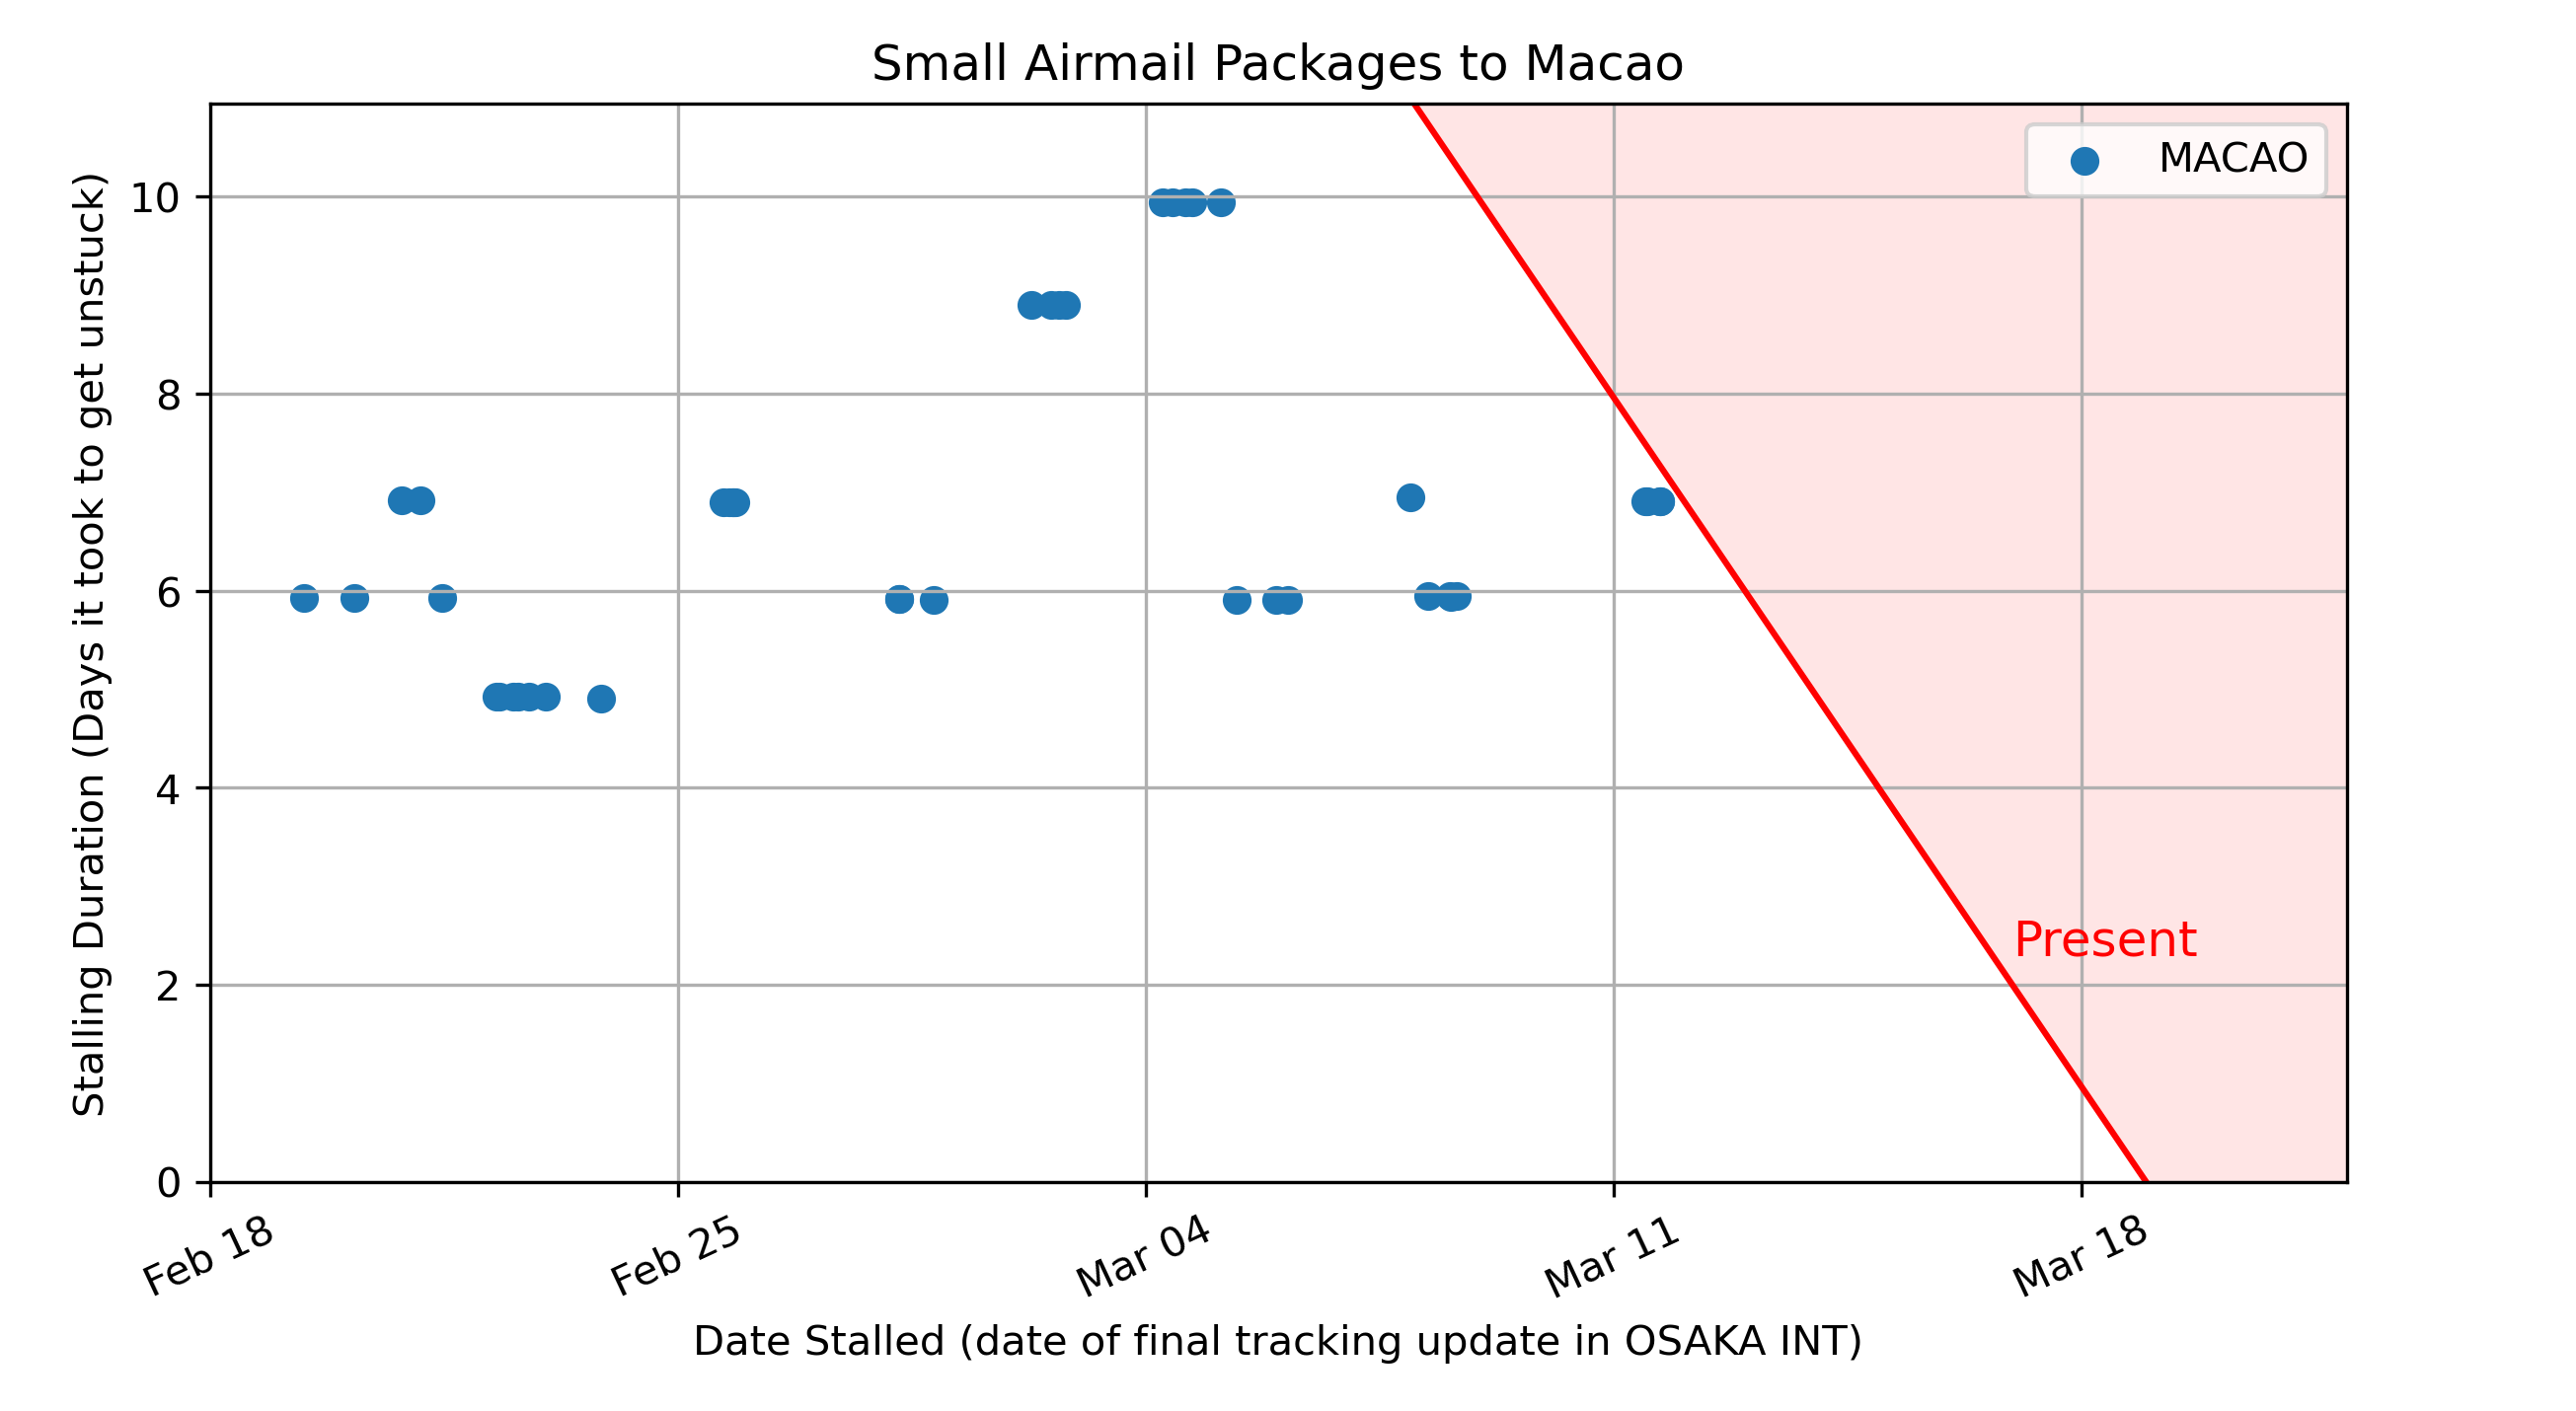 Small Airmail Packages to Macao
MACAO
Stalling Duration (Days it took to get unstuck)
10
8
6
4
2
0
Present
Feb 18
Feb 25
Mar 04
Mar 11
Mar 18
Date Stalled (date of final tracking update in OSAKA INT)